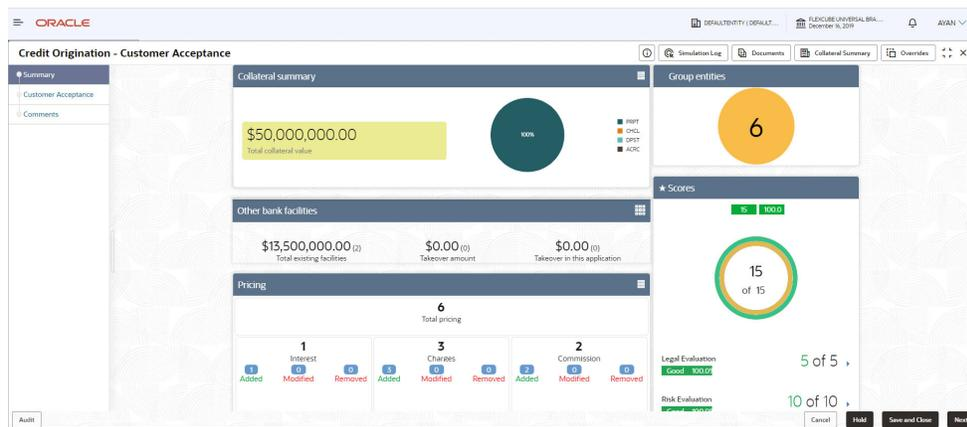 ORACLE
DEFAULTENTITY ( DEFAULT....
FLEXCUBE UNIVERSAL BRA....
December 16, 2019
AYAN
Credit Origination - Customer Acceptance
Simulation Log
Documents
Collateral Summary
Overrides
Summary
Customer Acceptance
Comments
Collateral summary
$50,000,000.00
Total collateral value
100%
PRPT
CHCL
DPST
ACRC
Group entities
6
Other bank facilities
$13,500,000.00 (2)
Total existing facilities
$0.00 (0)
Takeover amount
$0.00 (0)
Takeover in this application
Pricing
6
Total pricing
1
Interest
1 0 0
Added Modified Removed
3
Charges
3 0 0
Added Modified Removed
2
Commission
2 0 0
Added Modified Removed
★ Scores
15 100.0
15
of 15
Legal Evaluation
Good 100.0%
5 of 5
Risk Evaluation
Good 100.0%
10 of 10
Audit
Cancel
Hold
Save and Close
Next